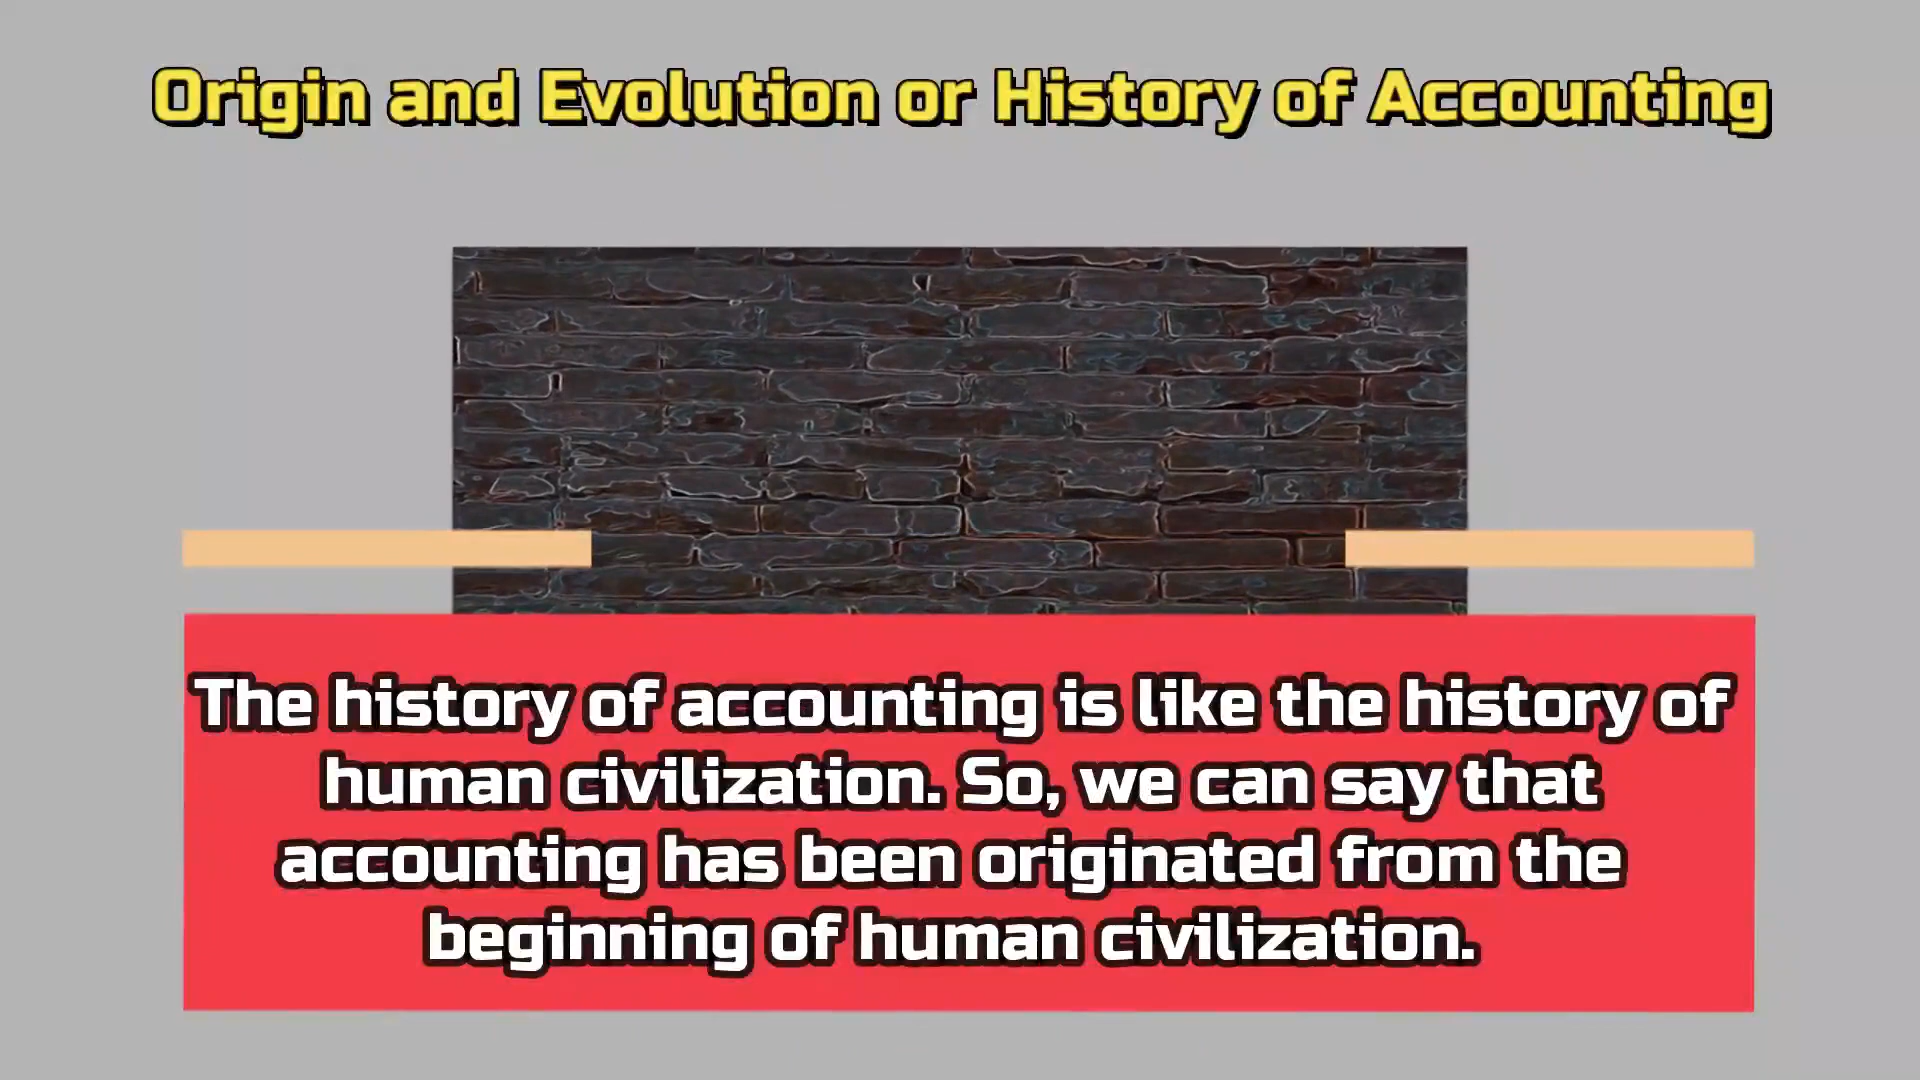 Origin and Evolution or History of Accounting
The history of accounting is like the history of
human civilization. So, we can say that
accounting has been originated from the
beginning of human civilization.